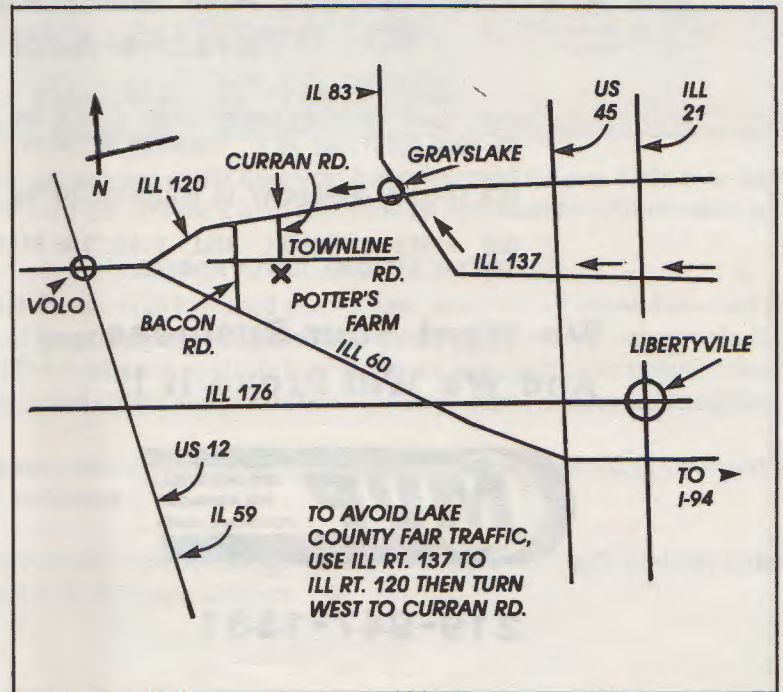 IL 83
US
45
ILL
21
CURRAN RD.
GRAYSLAKE
N
ILL 120
TOWNLINE
RD.
ILL 137
VOLO
BACON
RD.
POTTER'S
FARM
ILL 60
LIBERTYVILLE
ILL 176
US 12
TO
I-94
IL 59
TO AVOID LAKE
COUNTY FAIR TRAFFIC,
USE ILL RT. 137 TO
ILL RT. 120 THEN TURN
WEST TO CURRAN RD.